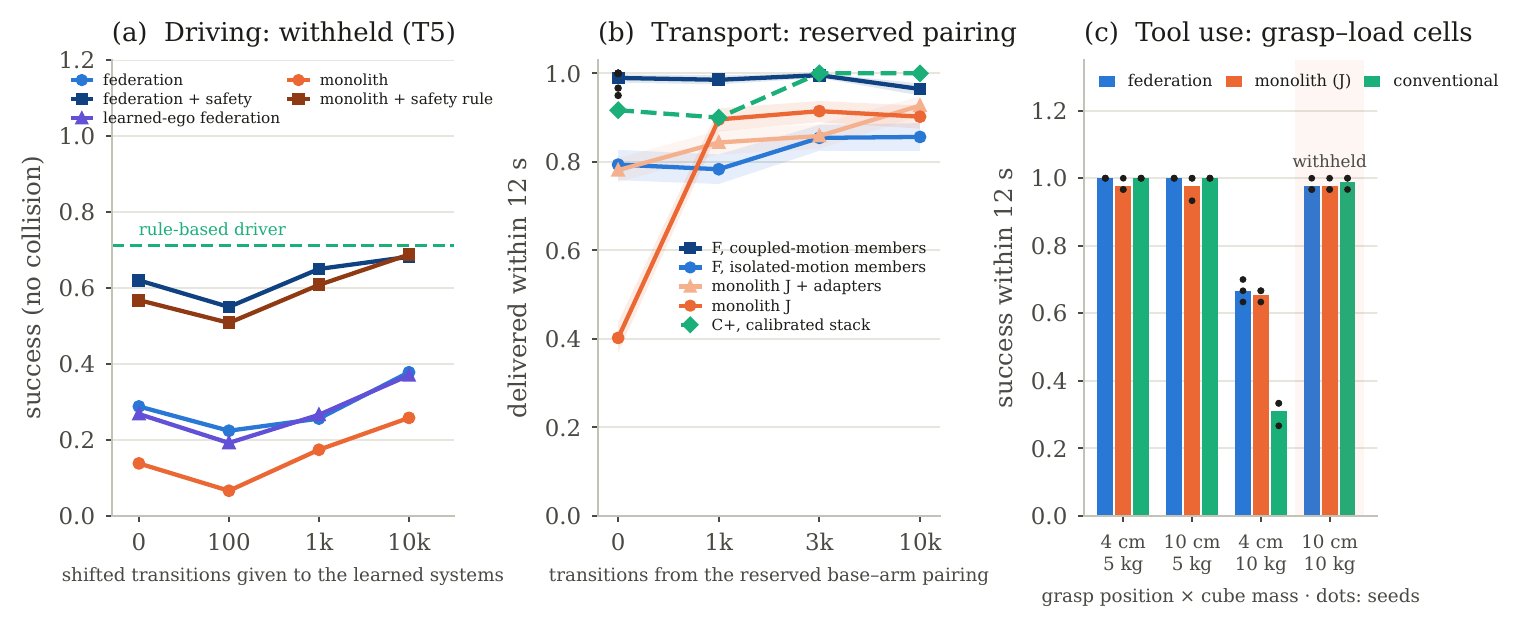 (a) Driving: withheld (T5)
1.2
1.0
0.8
0.6
0.4
0.2
0.0
success (no collision)
federation
federation + safety
learned-ego federation
monolith
monolith + safety rule
rule-based driver
0 100 1k 10k
shifted transitions given to the learned systems
(b) Transport: reserved pairing
1.0
0.8
0.6
0.4
0.2
0.0
delivered within 12 s
F, coupled-motion members
F, isolated-motion members
monolith J + adapters
monolith J
C+, calibrated stack
0 1k 3k 10k
transitions from the reserved base–arm pairing
(c) Tool use: grasp–load cells
federation monolith (J) conventional
1.2
1.0
0.8
0.6
0.4
0.2
0.0
success within 12 s
withheld
4 cm 10 cm 4 cm 10 cm
5 kg 5 kg 10 kg 10 kg
grasp position × cube mass · dots: seeds